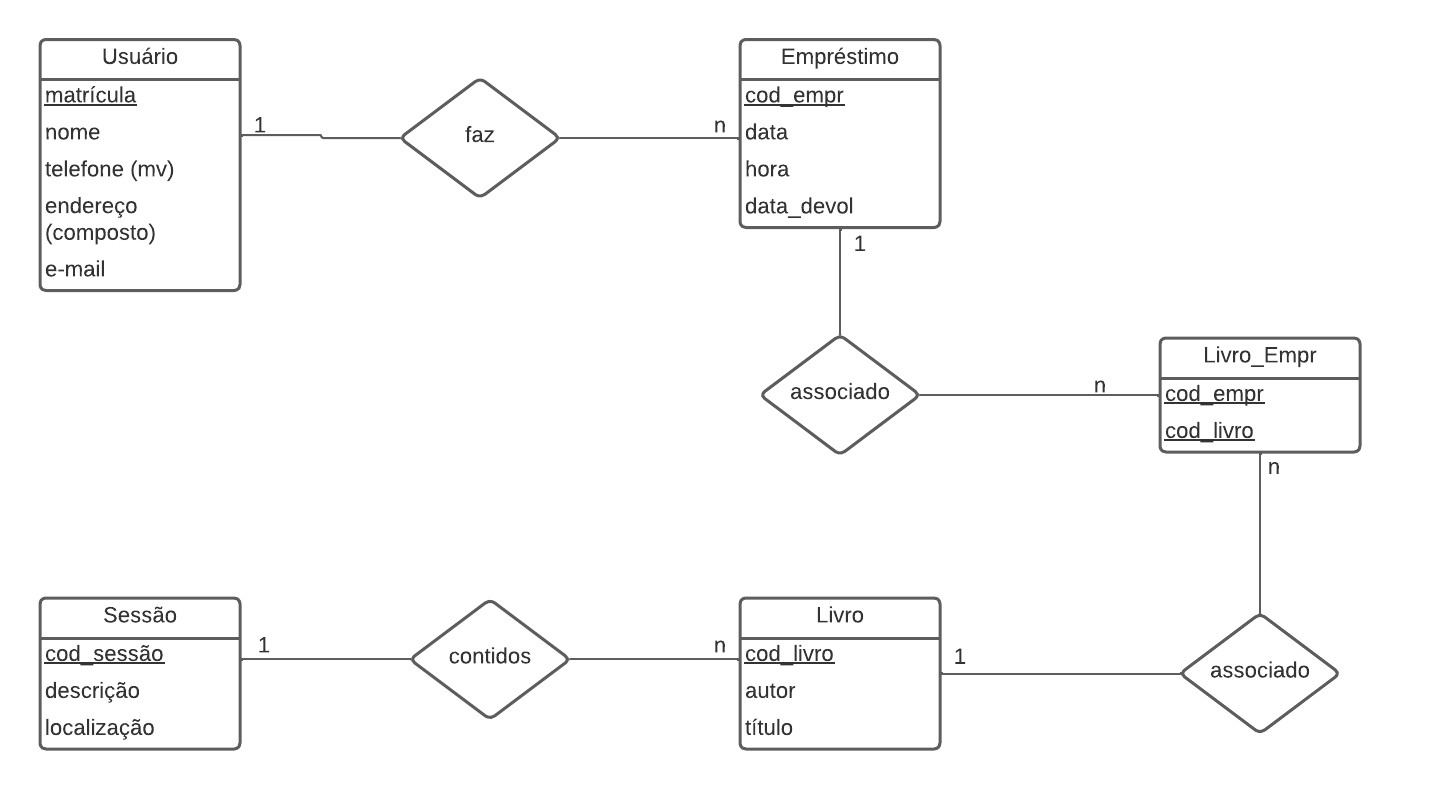 Usuário
matrícula
nome
telefone (mv)
endereço
(composto)
e-mail
1
faz
n
Empréstimo
cod_empr
data
hora
data_devol
1
associado
n
Livro_Empr
cod_empr
cod_livro
n
Sessão
cod_sessão
descrição
localização
1
contidos
n
Livro
cod_livro
autor
título
1
associado